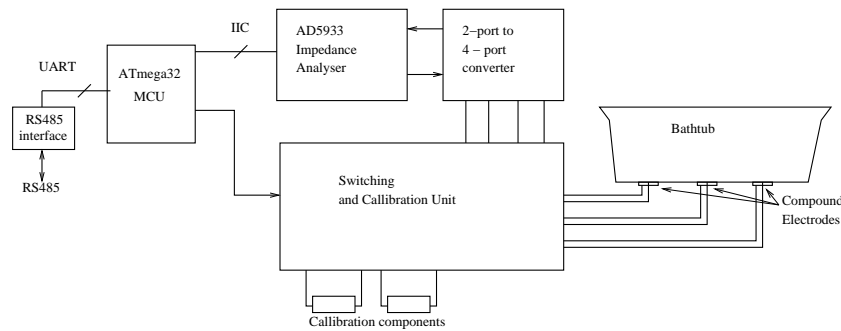 IIC
AD5933
Impedance
Analyser
2-port to
4 - port
converter
UART
ATmega32
MCU
RS485
interface
RS485
Bathtub
Switching
and Callibration Unit
Compound
Electrodes
Callibration components